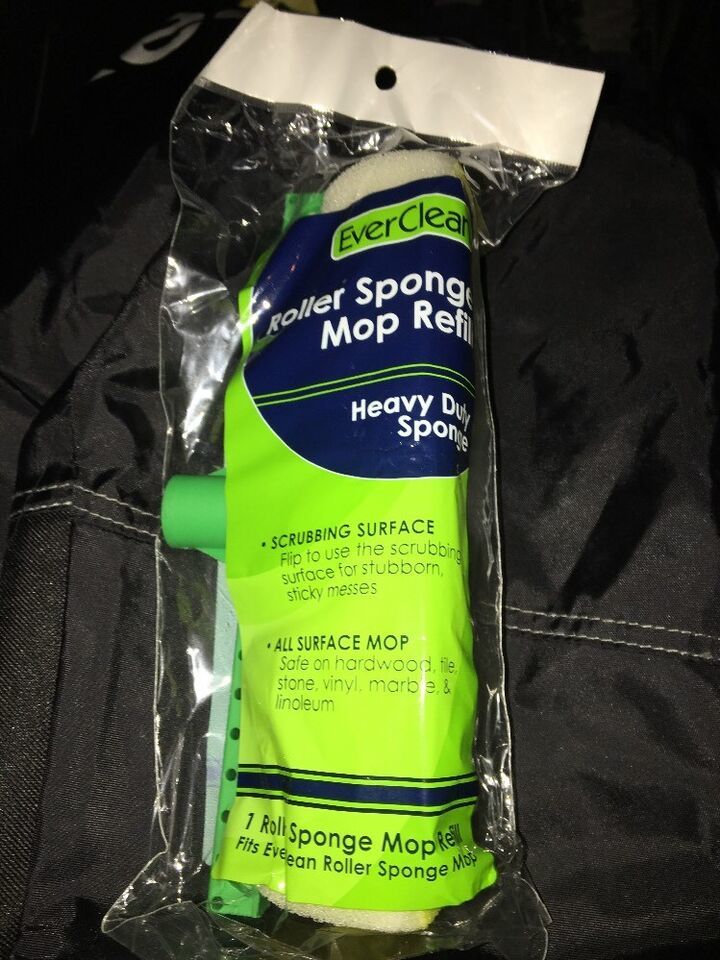 EverClean
Roller Sponge
Mop Refill
Heavy Duty
Sponge
• SCRUBBING SURFACE
Flip to use the scrubbing
surface for stubborn,
sticky messes
• ALL SURFACE MOP
Safe on hardwood, tile,
stone, vinyl, marble, &
linoleum
1 Roll Sponge Mop Refill
Fits Everclean Roller Sponge Mop